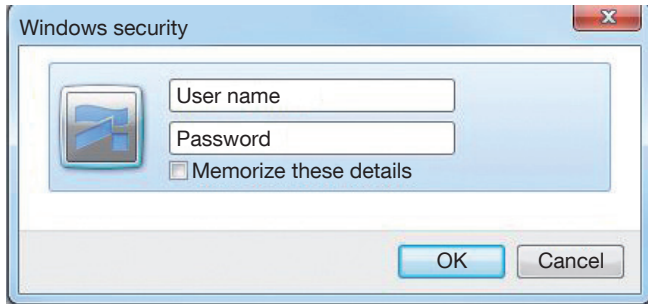 Windows security
User name
Password
Memorize these details
OK
Cancel